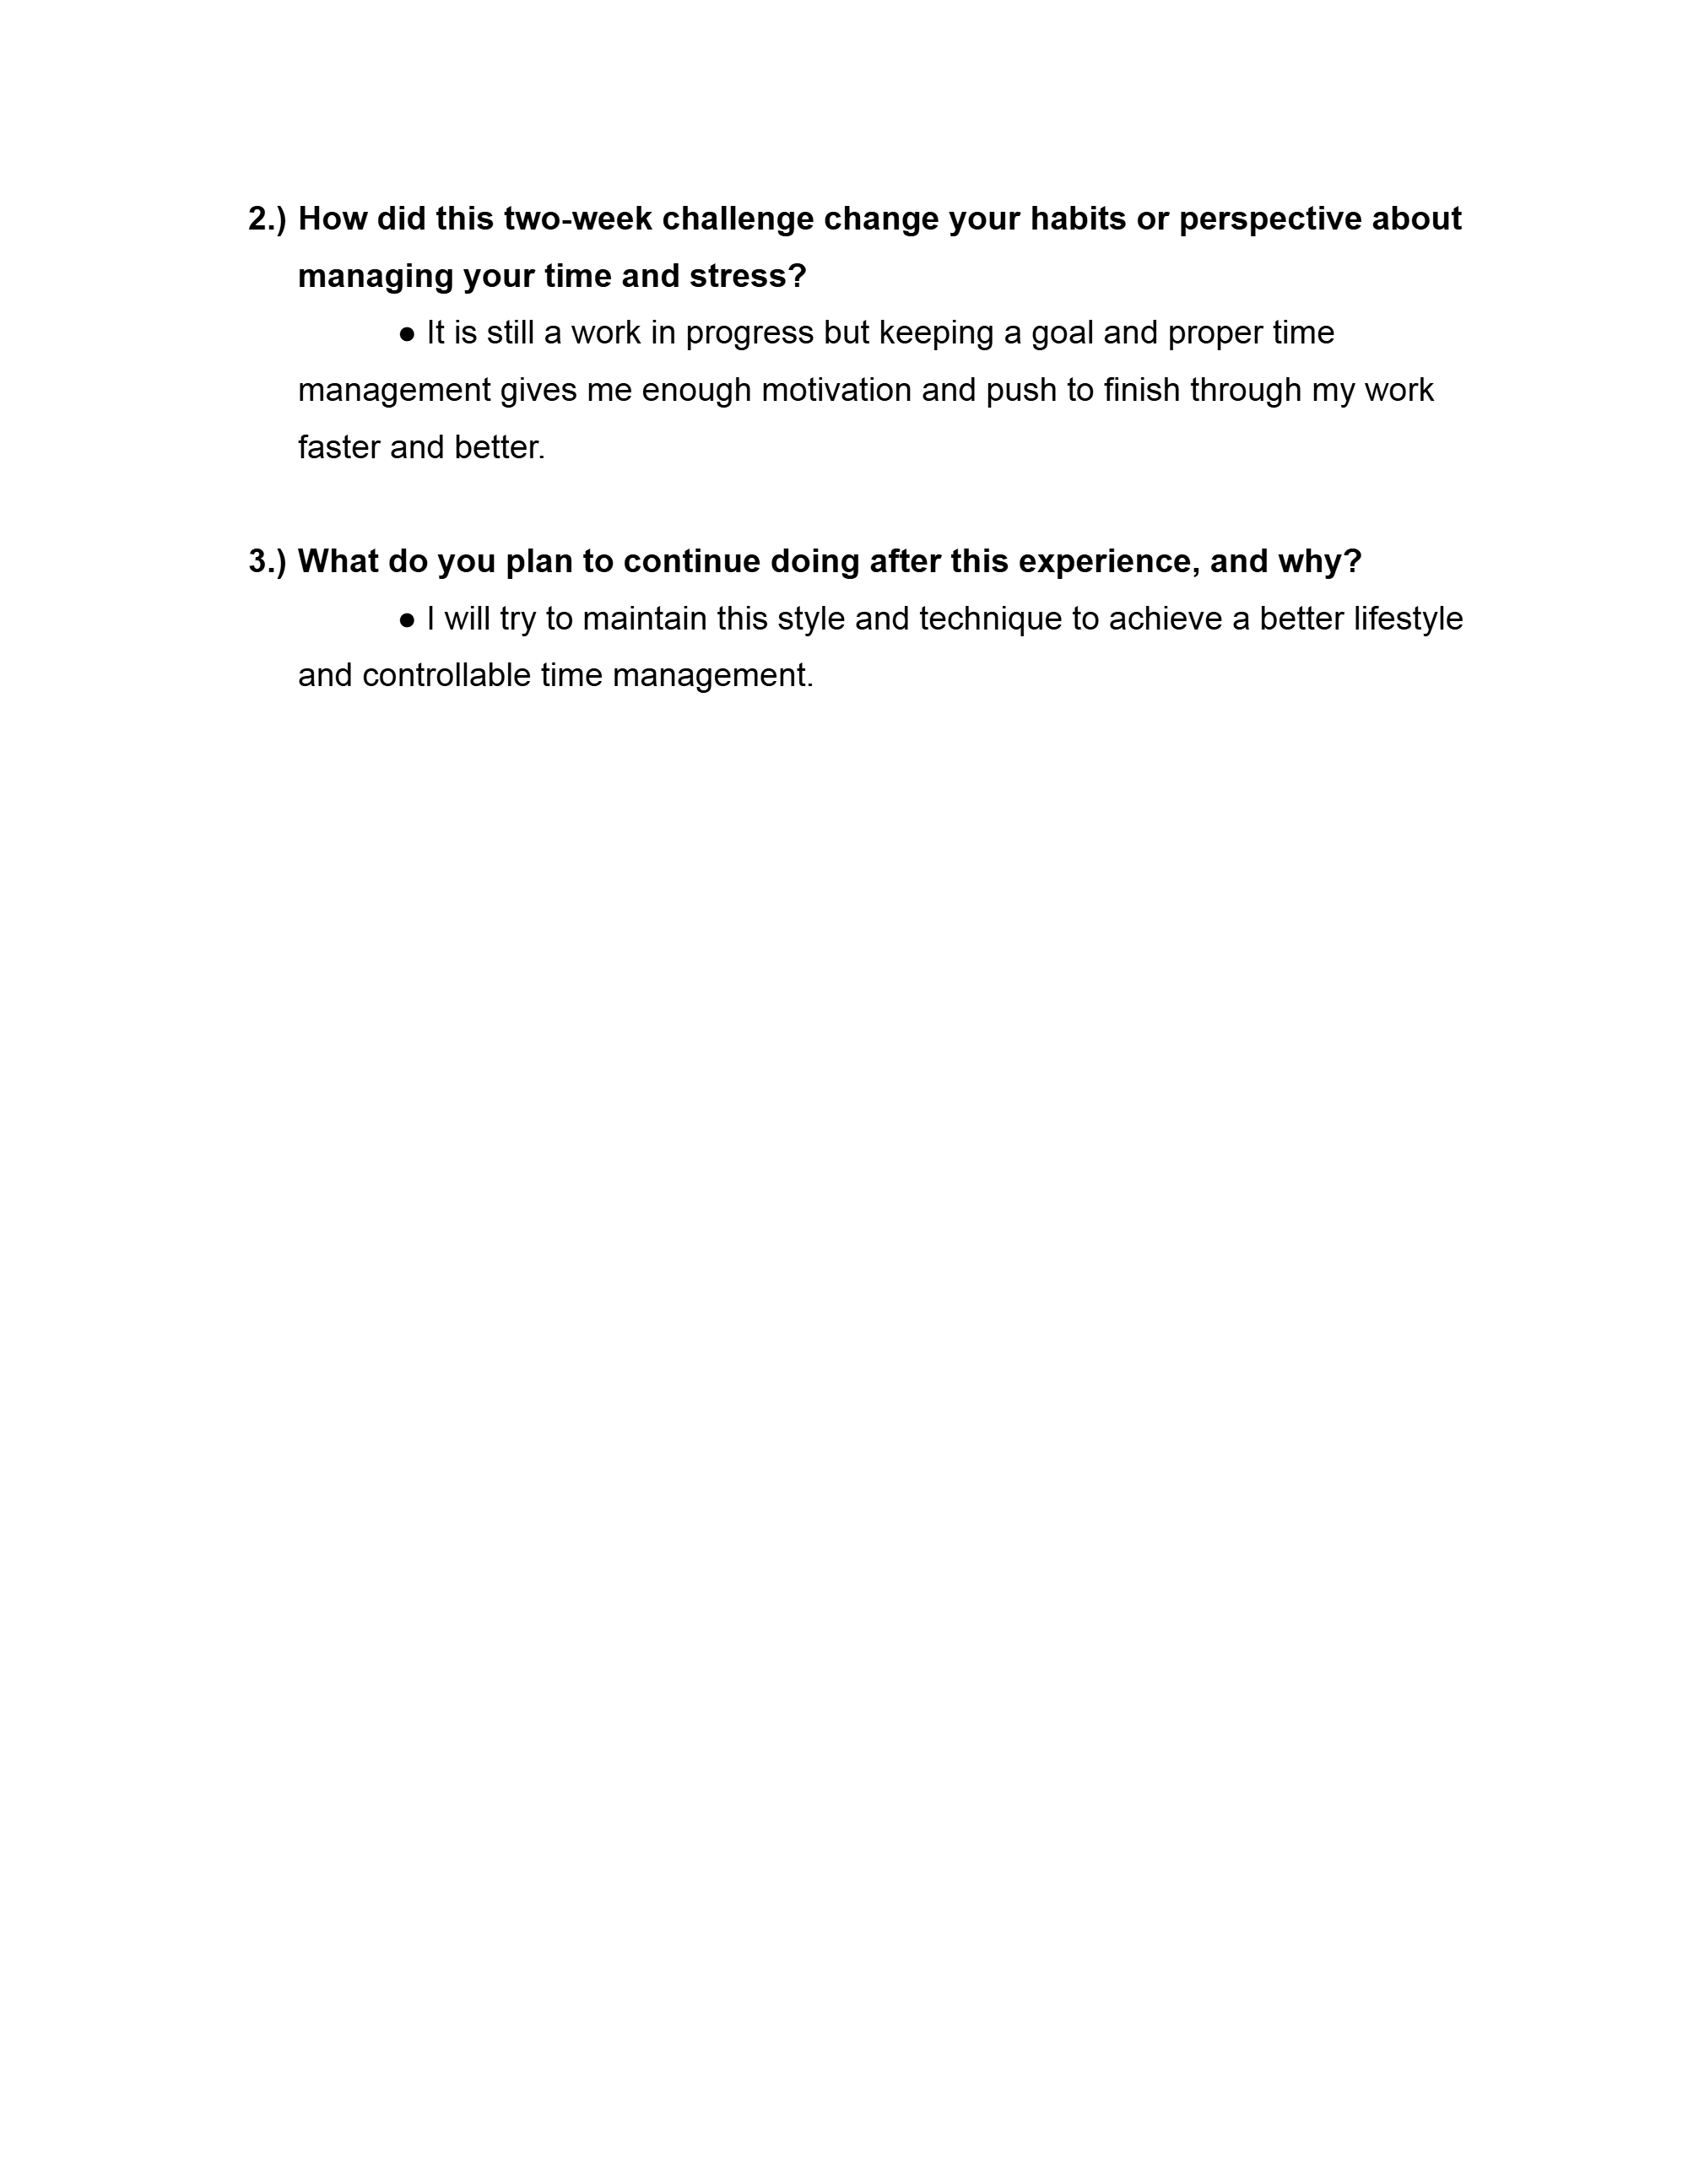 2.) How did this two-week challenge change your habits or perspective about
managing your time and stress?
● It is still a work in progress but keeping a goal and proper time
management gives me enough motivation and push to finish through my work
faster and better.
3.) What do you plan to continue doing after this experience, and why?
● I will try to maintain this style and technique to achieve a better lifestyle
and controllable time management.